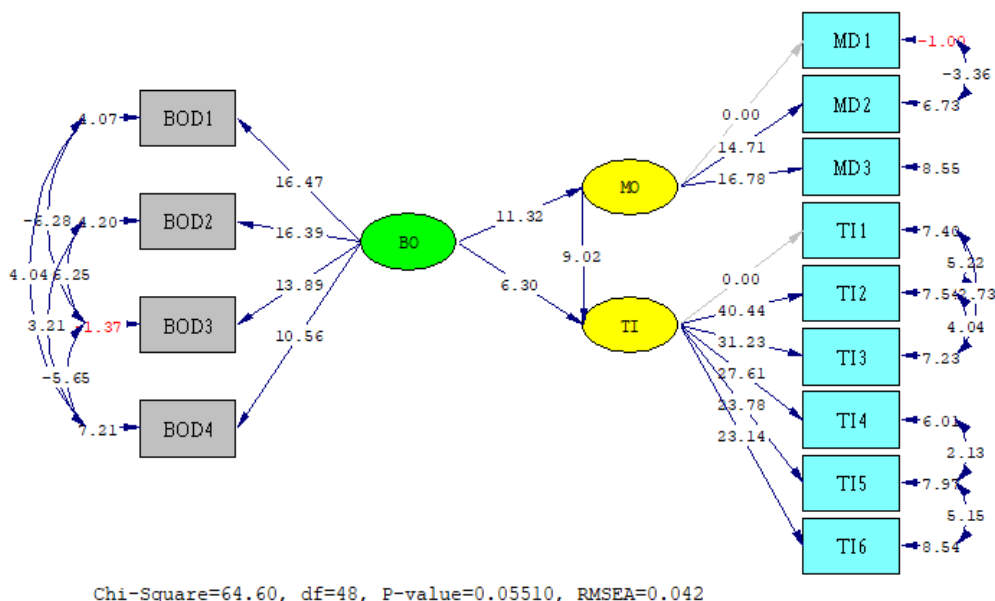 MD1
-1.00
-3.36
BOD1
4.07
0.00
MD2
6.73
14.71
16.47
MO
MD3
8.55
16.78
-6.28
BOD2
4.20
16.39
11.32
TI1
7.40
BO
5.22
4.04
6.25
9.02
0.00
13.89
6.30
TI2
7.54
2.73
40.44
3.21
-1.37
BOD3
10.56
TI
4.04
31.23
TI3
7.23
27.61
-5.65
23.78
TI4
6.01
7.21
BOD4
23.14
2.13
TI5
7.97
5.15
TI6
8.54
Chi-Square=64.60, df=48, P-value=0.05510, RMSEA=0.042